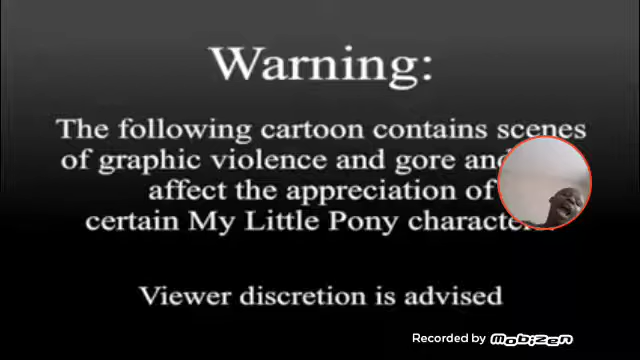 Warning:
The following cartoon contains scenes
of graphic violence and gore and
affect the appreciation of
certain My Little Pony character
Viewer discretion is advised
Recorded by mobizen